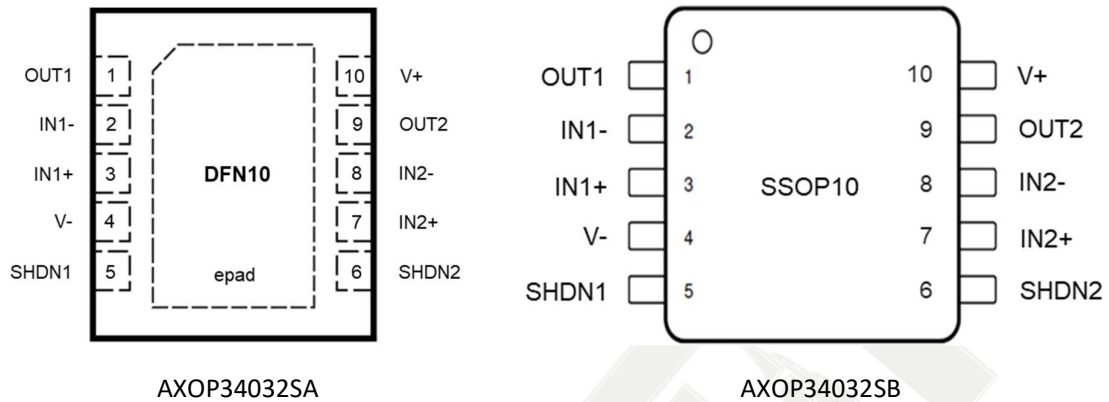 OUT1 1 10 V+
IN1- 2 9 OUT2
IN1+ 3 DFN10 8 IN2-
V- 4 7 IN2+
SHDN1 5 epad 6 SHDN2
AXOP34032SA
OUT1 1 10 V+
IN1- 2 9 OUT2
IN1+ 3 SSOP10 8 IN2-
V- 4 7 IN2+
SHDN1 5 6 SHDN2
AXOP34032SB